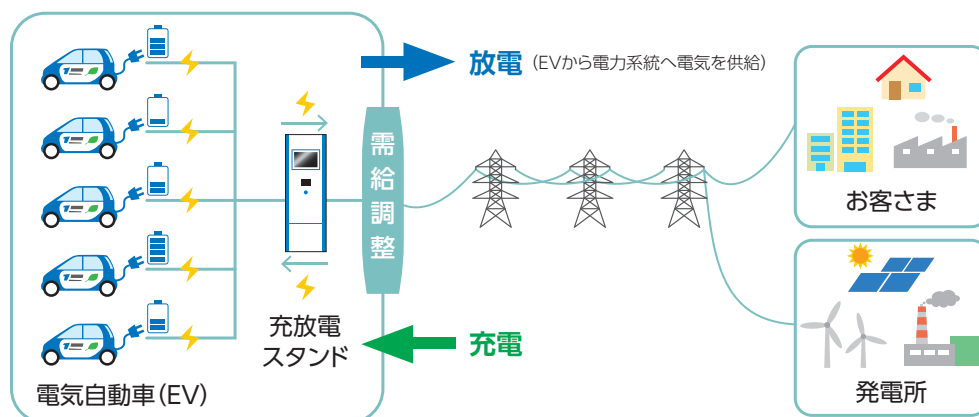 放電 (EVから電力系統へ電気を供給)
需給調整
お客さま
充放電
スタンド
充電
電気自動車(EV)
発電所